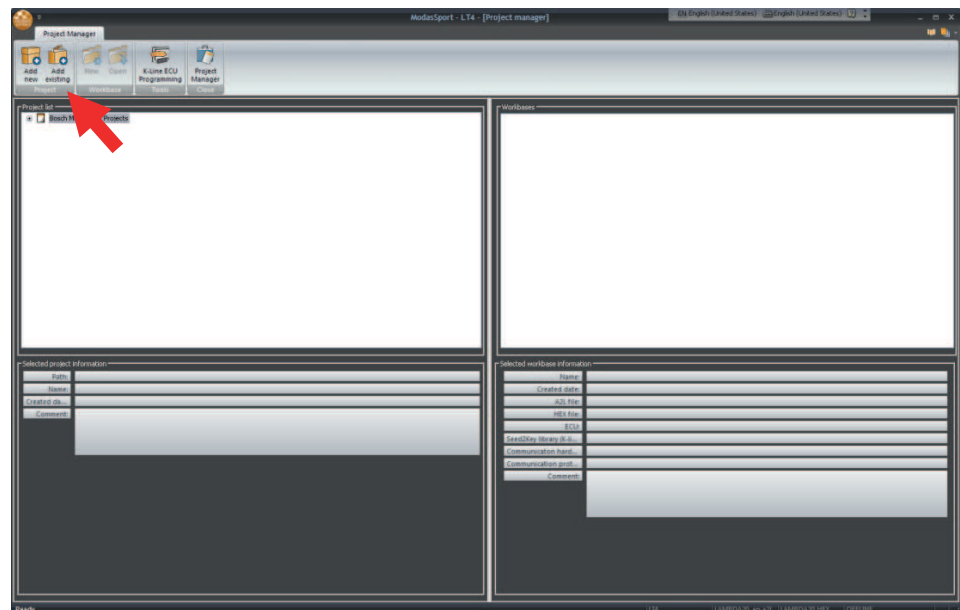 ModasSport - LT4 - [Project manager]
EN English (United States) English (United States)
Project Manager
Add new
Add existing
New
Open
K-Line ECU Programming
Project Manager
Project
Workbase
Tools
Close
Project list
Bosch M Projects
Workbases
Selected project information
Path:
Name:
Created da...
Comment:
Selected workbase information
Name:
Created date:
A2L file:
HEX file:
ECU:
Seed2Key library (K-li...
Communicaton hard...
Communication prot...
Comment:
Ready
LT4
OFFLINE